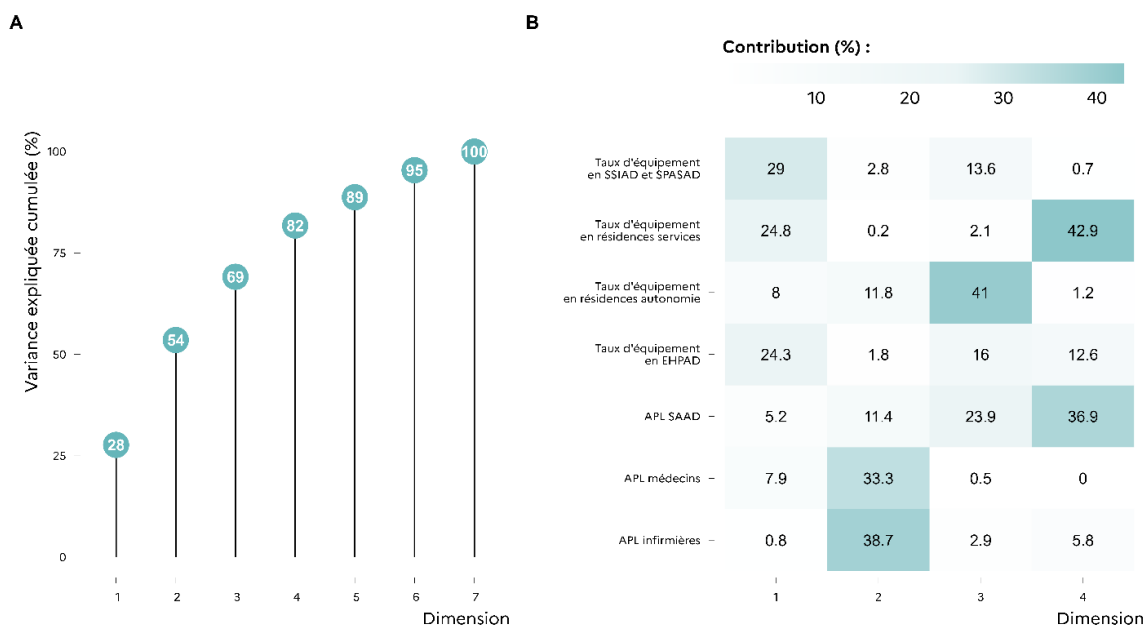 A
Variance expliquée cumulée (%)
100
75
50
25
0
28
54
69
82
89
95
100
1 2 3 4 5 6 7
Dimension
B
Contribution (%) :
10 20 30 40
Taux d'équipement
en SSIAD et SPASAD
29 2.8 13.6 0.7
Taux d'équipement
en résidences services
24.8 0.2 2.1 42.9
Taux d'équipement
en résidences autonomie
8 11.8 41 1.2
Taux d'équipement
en EHPAD
24.3 1.8 16 12.6
APL SAAD
5.2 11.4 23.9 36.9
APL médecins
7.9 33.3 0.5 0
APL infirmières
0.8 38.7 2.9 5.8
1 2 3 4
Dimension